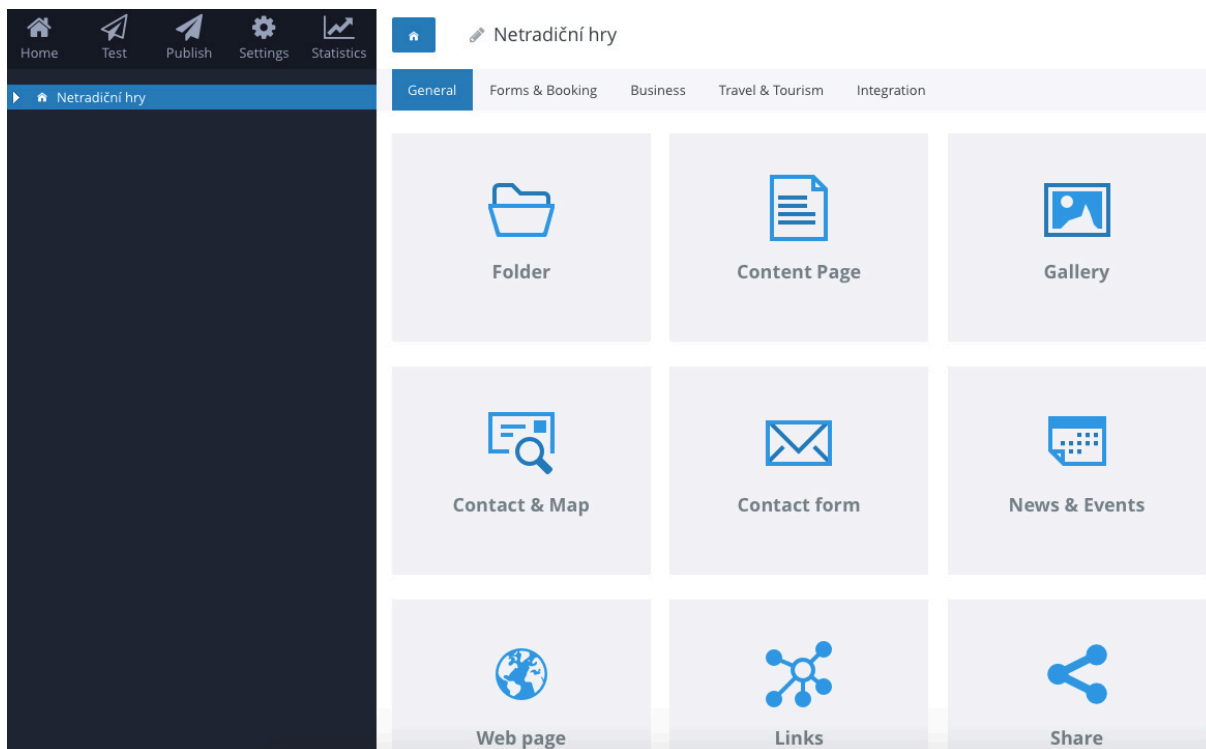 Home Test Publish Settings Statistics
Netradiční hry
Netradiční hry
General Forms & Booking Business Travel & Tourism Integration
Folder Content Page Gallery
Contact & Map Contact form News & Events
Web page Links Share